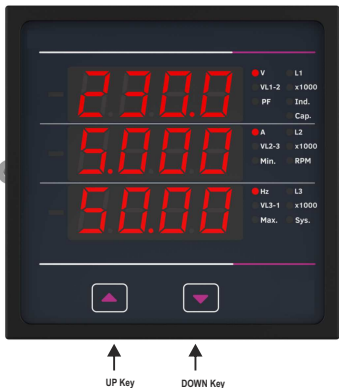 230.0
V L1
VL1-2 x1000
PF Ind.
Cap.
5.000
A L2
VL2-3 x1000
Min. RPM
50.00
Hz L3
VL3-1 x1000
Max. Sys.
UP Key DOWN Key